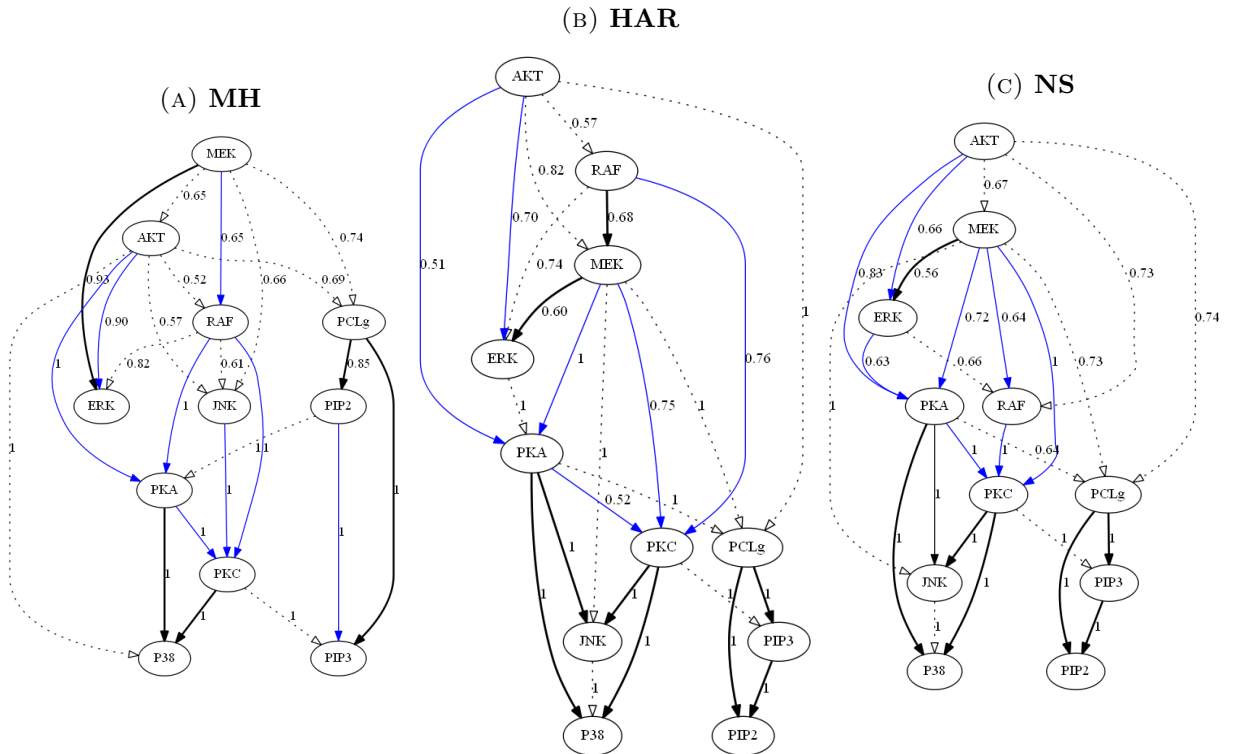 (B) HAR
(A) MH
(C) NS
MEK
0.65
AKT
0.74
0.93
0.52
0.65
0.66
0.69
0.90
0.57
RAF
PCLg
1
0.82
0.61
0.85
ERK
JNK
PIP2
1
1
11
PKA
1
1
1
1
1
PKC
1
1
P38
PIP3
AKT
0.57
0.82
RAF
0.70
0.68
0.51
0.74
MEK
0.60
1
ERK
1
0.76
1
0.75
1
PKA
1
1
0.52
PKC
PCLg
1
1
1
1
1
JNK
1
PIP3
1
1
P38
PIP2
AKT
0.67
MEK
0.66
0.83
0.56
0.73
ERK
0.72
0.64
0.74
0.63
0.66
1
0.73
1
PKA
RAF
1
1
0.64
PKC
PCLg
1
1
1
1
JNK
1
1
PIP3
1
1
P38
PIP2